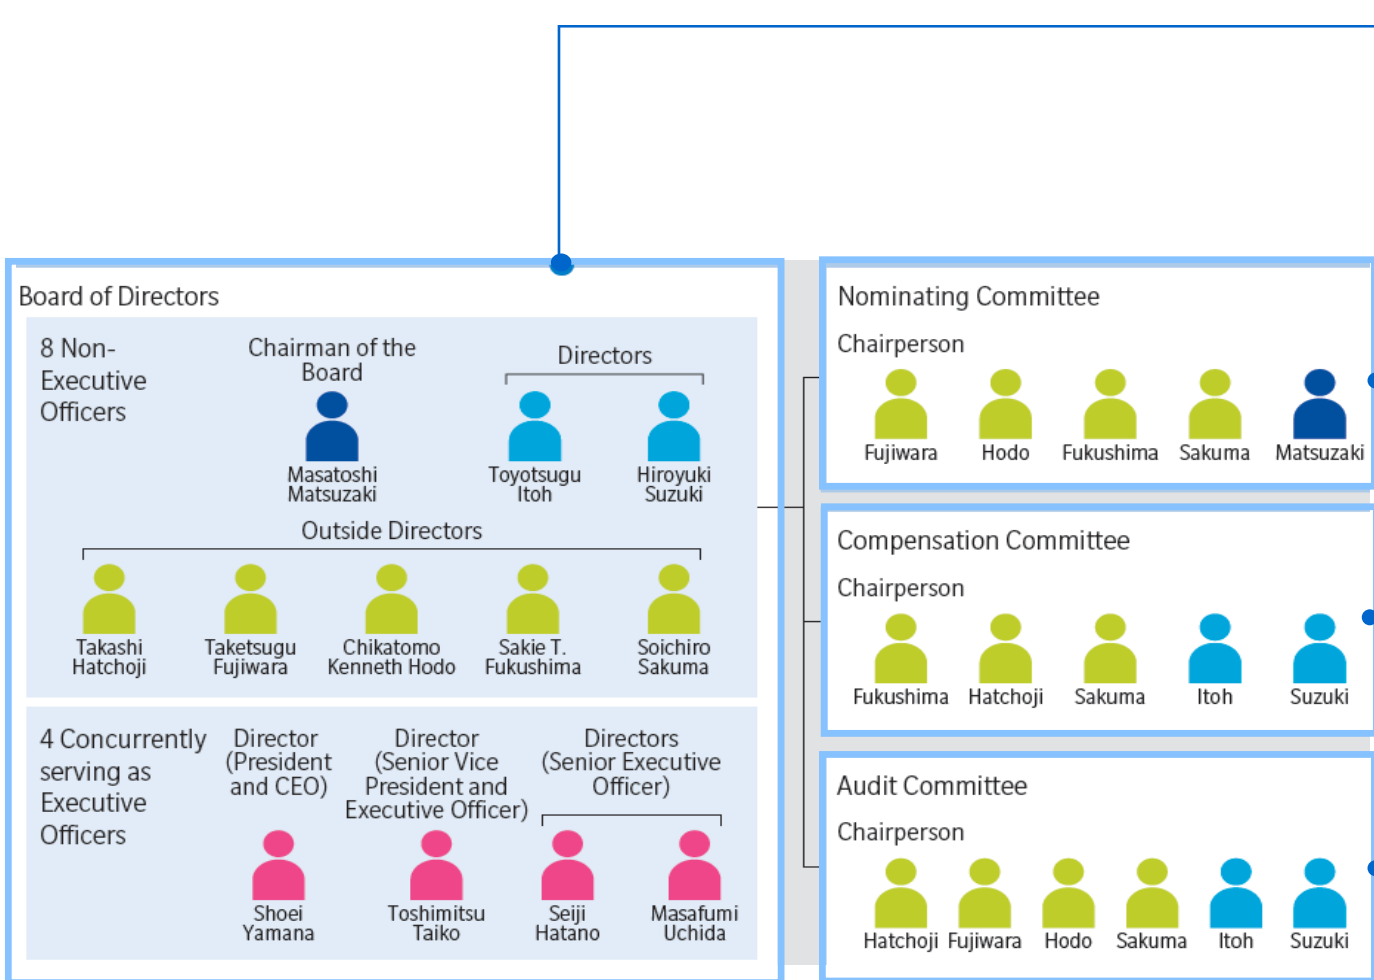 Board of Directors
8 Non-
Executive
Officers
Chairman of the
Board
Directors
Masatoshi
Matsuzaki
Toyotsugu
Itoh
Hiroyuki
Suzuki
Outside Directors
Takashi
Hatchoji
Taketsugu
Fujiwara
Chikatomo
Kenneth Hodo
Sakie T.
Fukushima
Soichiro
Sakuma
4 Concurrently
serving as
Executive
Officers
Director
(President
and CEO)
Director
(Senior Vice
President and
Executive Officer)
Directors
(Senior Executive
Officer)
Shoei
Yamana
Toshimitsu
Taiko
Seiji
Hatano
Masafumi
Uchida
Nominating Committee
Chairperson
Fujiwara Hodo Fukushima Sakuma Matsuzaki
Compensation Committee
Chairperson
Fukushima Hatchoji Sakuma Itoh Suzuki
Audit Committee
Chairperson
Hatchoji Fujiwara Hodo Sakuma Itoh Suzuki